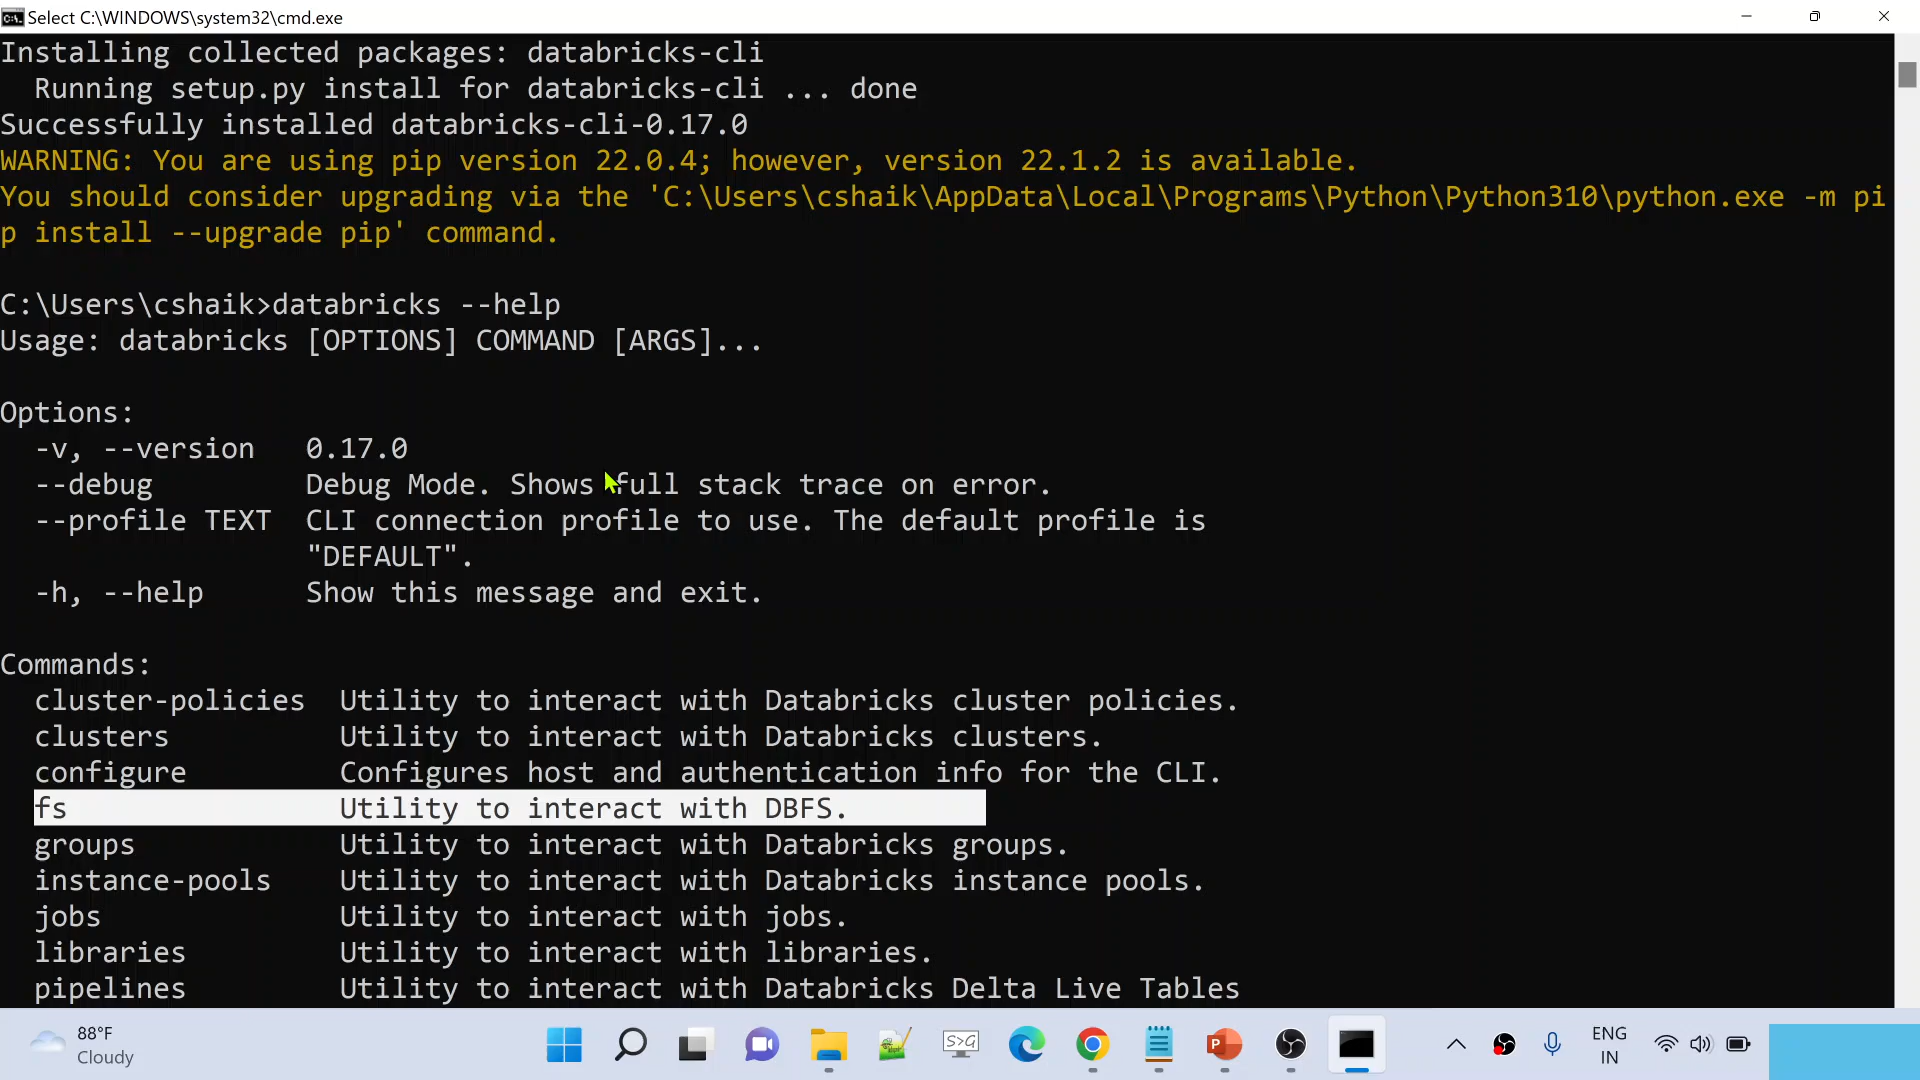 Select C:\WINDOWS\system32\cmd.exe
Installing collected packages: databricks-cli
Running setup.py install for databricks-cli ... done
Successfully installed databricks-cli-0.17.0
WARNING: You are using pip version 22.0.4; however, version 22.1.2 is available.
You should consider upgrading via the 'C:\Users\cshaik\AppData\Local\Programs\Python\Python310\python.exe -m pi
p install --upgrade pip' command.
C:\Users\cshaik>databricks --help
Usage: databricks [OPTIONS] COMMAND [ARGS]...
Options:
-v, --version 0.17.0
--debug Debug Mode. Shows full stack trace on error.
--profile TEXT CLI connection profile to use. The default profile is
"DEFAULT".
-h, --help Show this message and exit.
Commands:
cluster-policies Utility to interact with Databricks cluster policies.
clusters Utility to interact with Databricks clusters.
configure Configures host and authentication info for the CLI.
fs Utility to interact with DBFS.
groups Utility to interact with Databricks groups.
instance-pools Utility to interact with Databricks instance pools.
jobs Utility to interact with jobs.
libraries Utility to interact with libraries.
pipelines Utility to interact with Databricks Delta Live Tables
88°F
Cloudy
S>G
P
ENG
IN